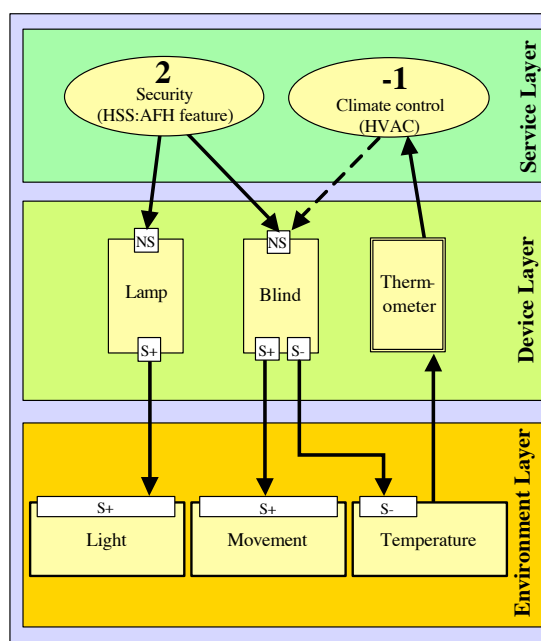 2
Security
(HSS:AFH feature)
-1
Climate control
(HVAC)
Service Layer
NS
Lamp
S+
NS
Blind
S+
S-
Therm-
ometer
Device Layer
S+
Light
S+
Movement
S-
Temperature
Environment Layer